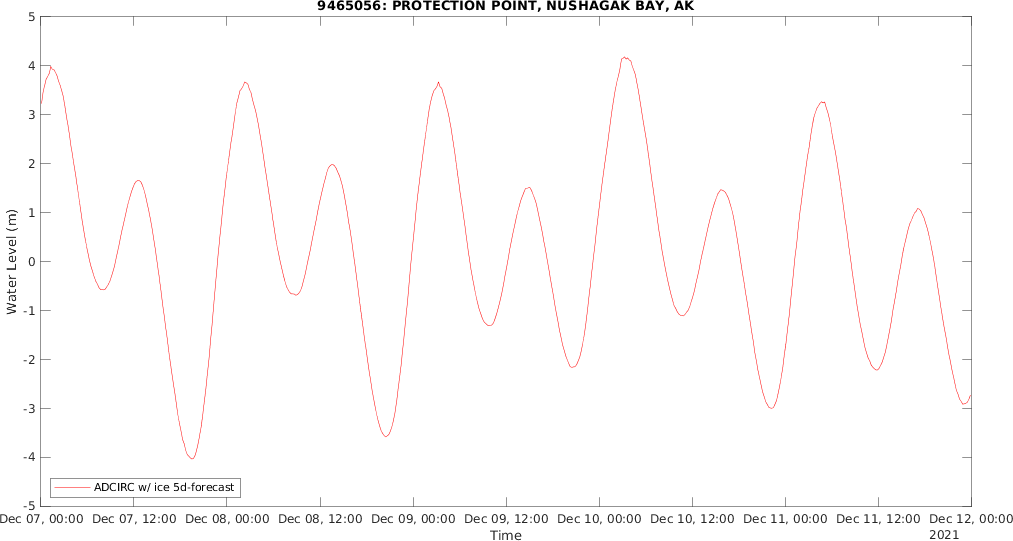 9465056: PROTECTION POINT, NUSHAGAK BAY, AK
5
4
3
2
1
0
-1
-2
-3
-4
-5
Water Level (m)
ADCIRC w/ ice 5d-forecast
Dec 07, 00:00 Dec 07, 12:00 Dec 08, 00:00 Dec 08, 12:00 Dec 09, 00:00 Dec 09, 12:00 Dec 10, 00:00 Dec 10, 12:00 Dec 11, 00:00 Dec 11, 12:00 Dec 12, 00:00
Time
2021